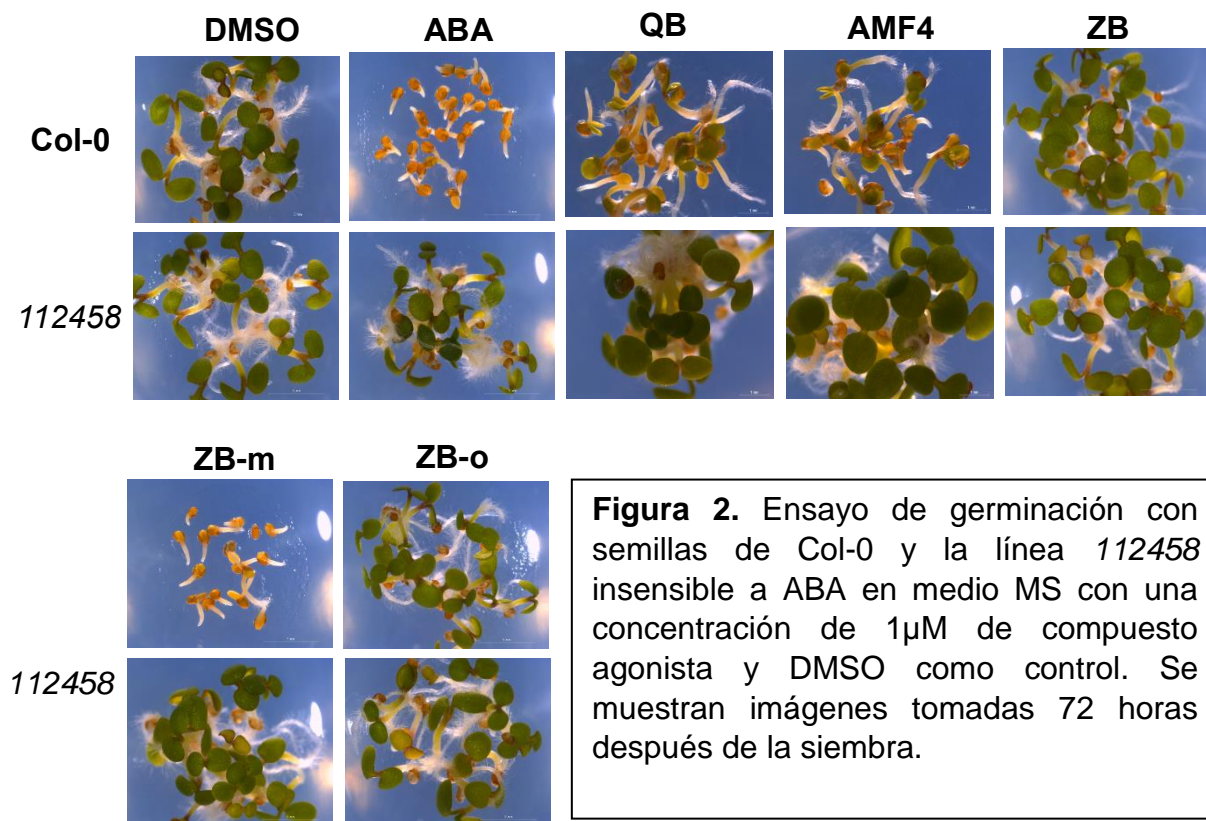 DMSO ABA QB AMF4 ZB
Col-0
112458
ZB-m ZB-o
112458
Figura 2. Ensayo de germinación con
semillas de Col-0 y la línea 112458
insensible a ABA en medio MS con una
concentración de 1µM de compuesto
agonista y DMSO como control. Se
muestran imágenes tomadas 72 horas
después de la siembra.